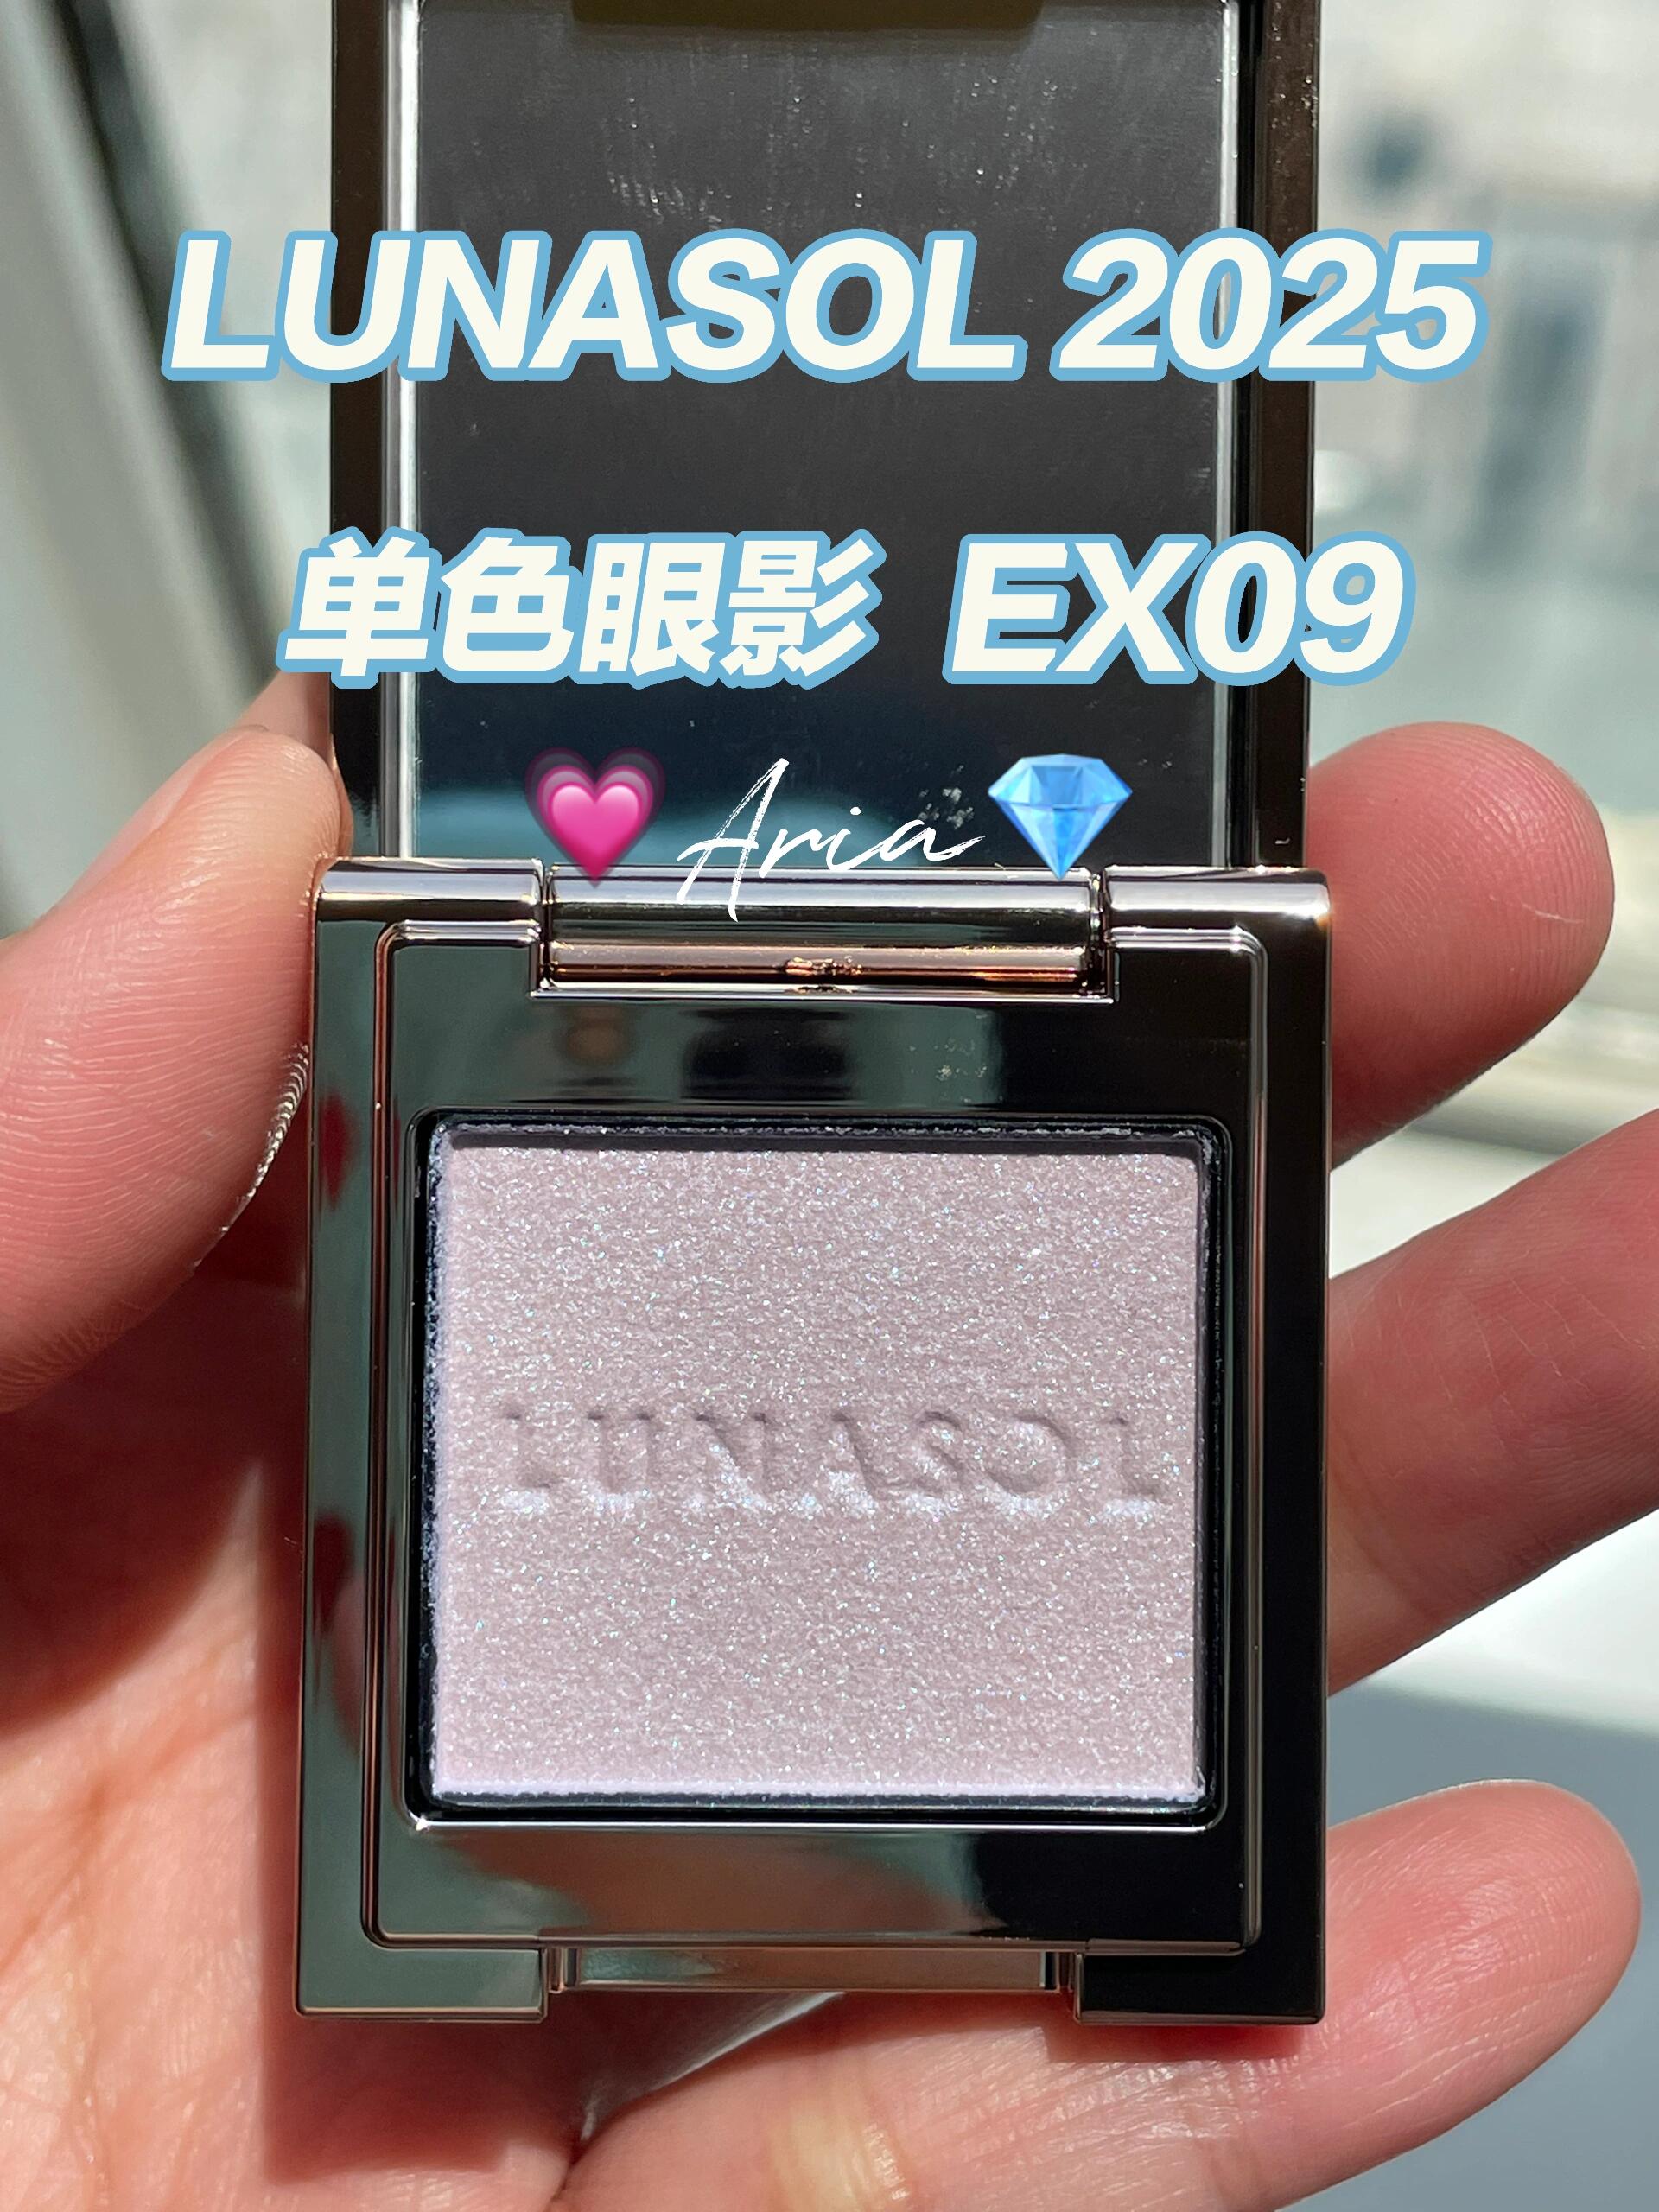 LUNASOL 2025
单色眼影 EX09
Aria
LUNASOL